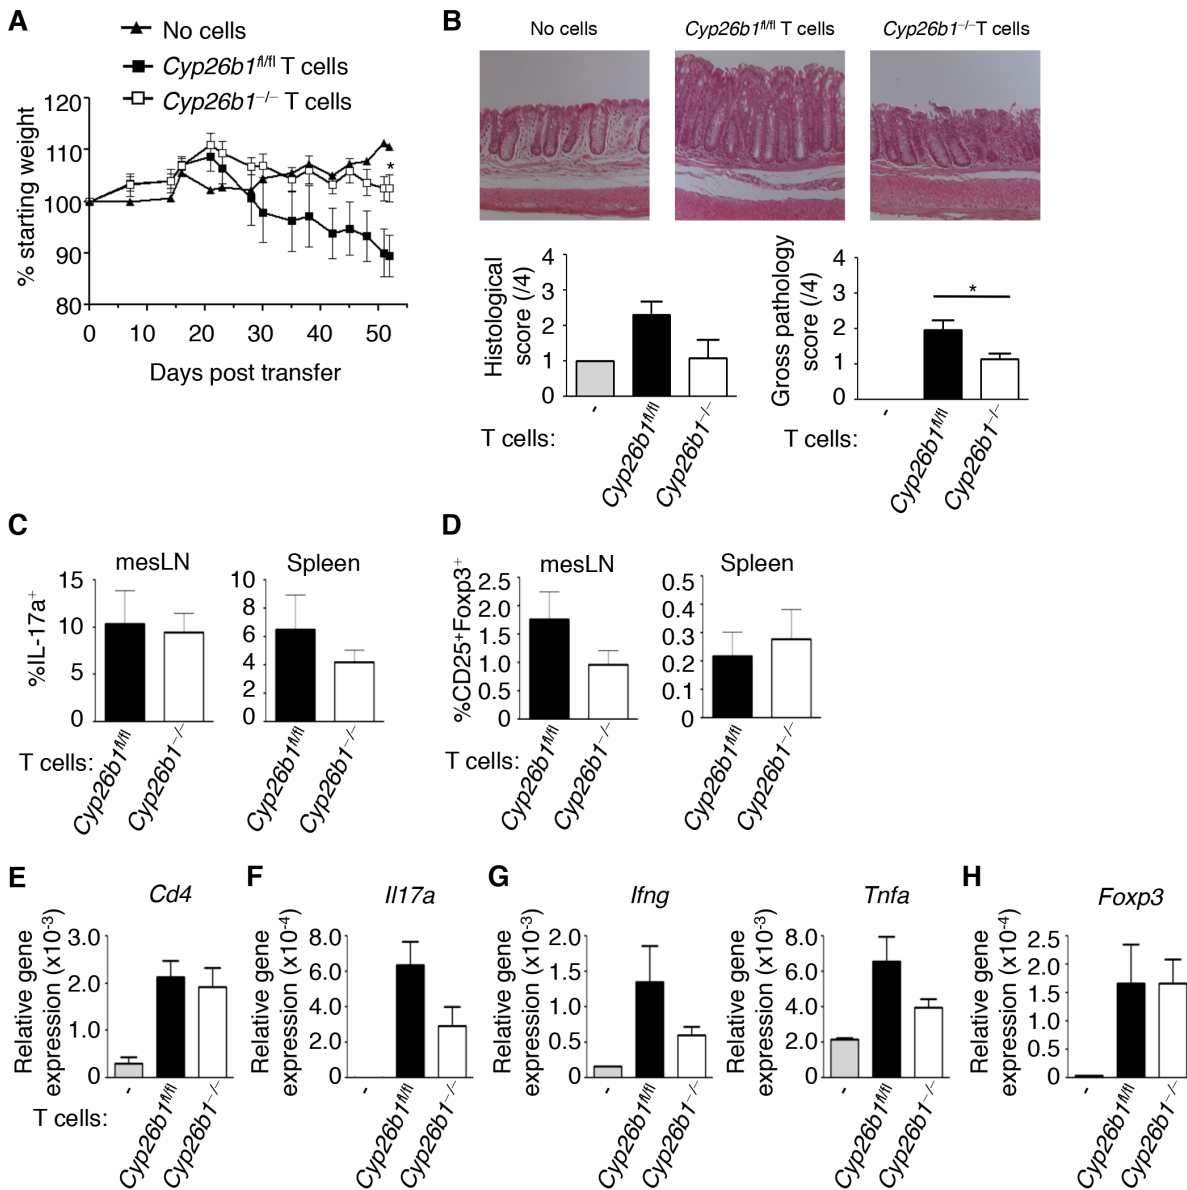 A
No cells
Cyp26b1fl/fl T cells
Cyp26b1–/– T cells
% starting weight
120
110
100
90
80
*
0 10 20 30 40 50
Days post transfer
B
No cells Cyp26b1fl/fl T cells Cyp26b1–/–T cells
Histological
score (/4)
4
3
2
1
0
- Cyp26b1fl/fl Cyp26b1–/–
T cells:
Gross pathology
score (/4)
4
3
2
1
0
*
- Cyp26b1fl/fl Cyp26b1–/–
T cells:
C
mesLN
%IL-17a+
15
10
5
0
Cyp26b1fl/fl Cyp26b1–/–
T cells:
Spleen
10
8
6
4
2
0
Cyp26b1fl/fl Cyp26b1–/–
D
mesLN
%CD25+Foxp3+
2.5
2.0
1.5
1.0
0.5
0
Cyp26b1fl/fl Cyp26b1–/–
T cells:
Spleen
0.5
0.4
0.3
0.2
0.1
0
Cyp26b1fl/fl Cyp26b1–/–
E
Cd4
Relative gene
expression (x10-3)
3.0
2.0
1.0
0
- Cyp26b1fl/fl Cyp26b1–/–
T cells:
F
Il17a
Relative gene
expression (x10-4)
8.0
6.0
4.0
2.0
0
- Cyp26b1fl/fl Cyp26b1–/–
G
Ifng
Relative gene
expression (x10-3)
2.0
1.5
1.0
0.5
0
- Cyp26b1fl/fl Cyp26b1–/–
Tnfa
Relative gene
expression (x10-3)
8.0
6.0
4.0
2.0
0
- Cyp26b1fl/fl Cyp26b1–/–
H
Foxp3
Relative gene
expression (x10-4)
2.5
2.0
1.5
1.0
0.5
0
- Cyp26b1fl/fl Cyp26b1–/–